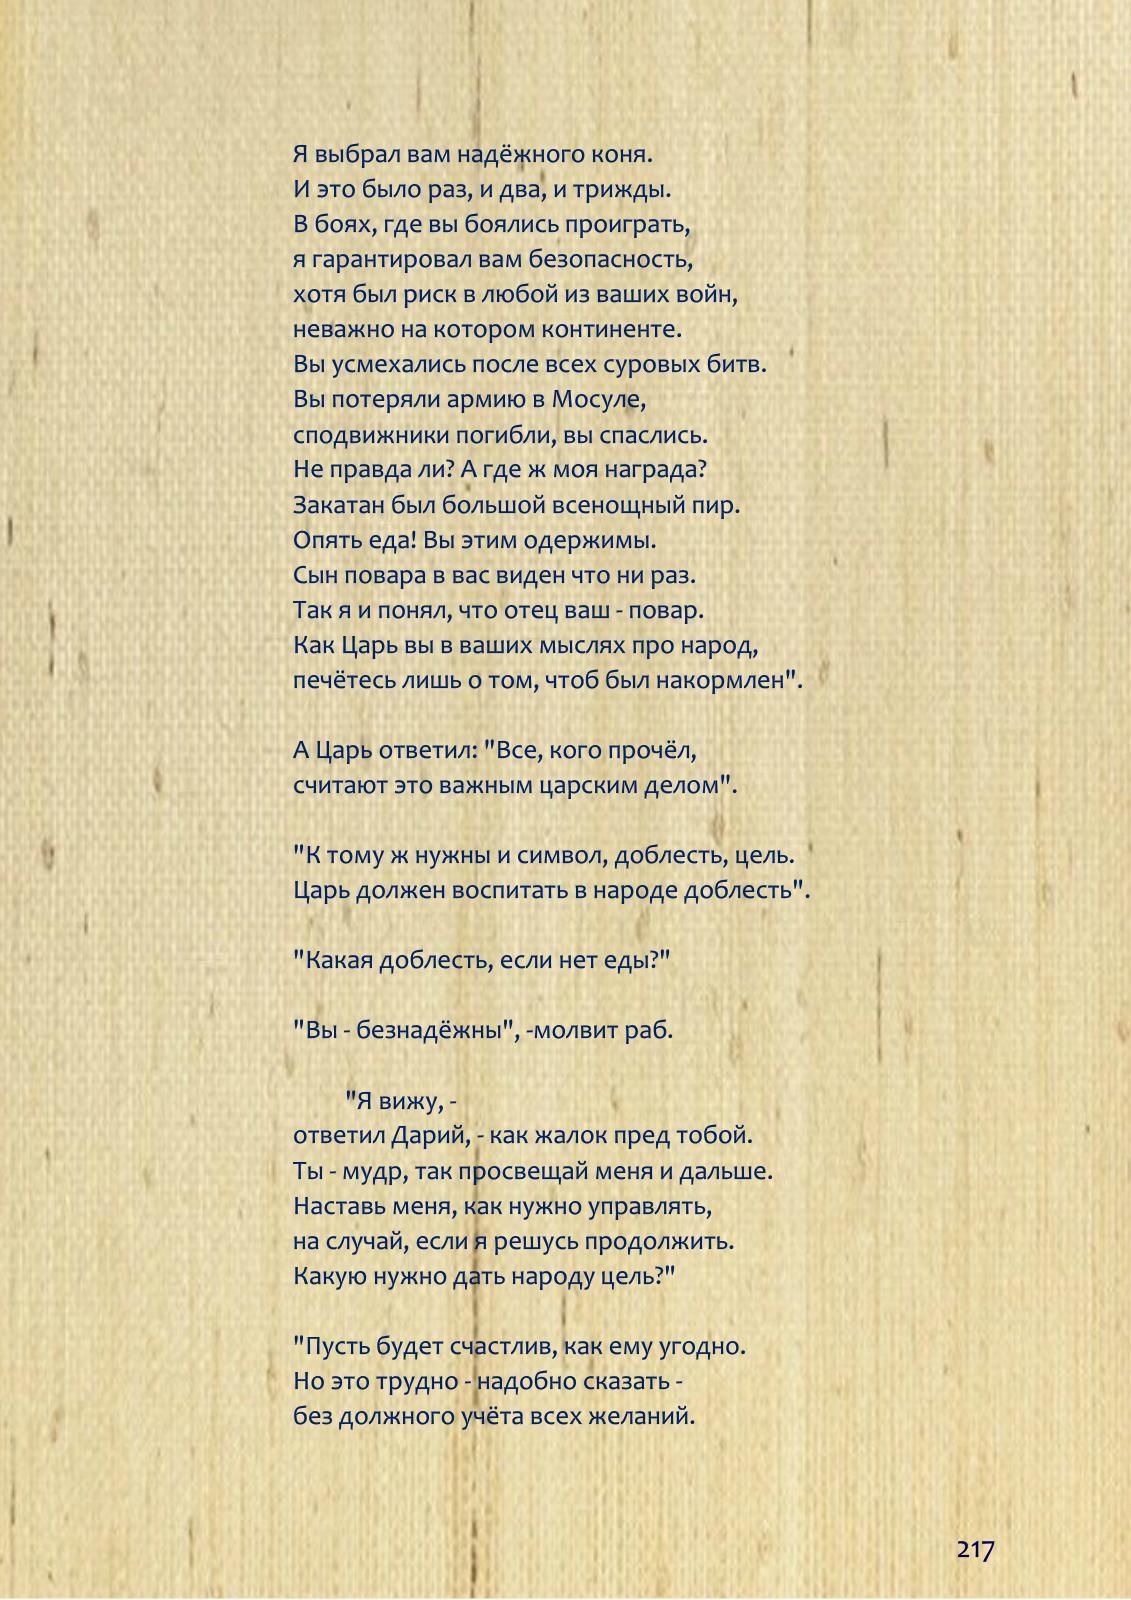 Я выбрал вам надёжного коня.
И это было раз, и два, и трижды.
В боях, где вы боялись проиграть,
я гарантировал вам безопасность,
хотя был риск в любой из ваших войн,
неважно на котором континенте.
Вы усмехались после всех суровых битв.
Вы потеряли армию в Мосуле,
сподвижники погибли, вы спаслись.
Не правда ли? А где ж моя награда?
Закатан был большой всенощный пир.
Опять еда! Вы этим одержимы.
Сын повара в вас виден что ни раз.
Так я и понял, что отец ваш - повар.
Как Царь вы в ваших мыслях про народ,
печётесь лишь о том, чтоб был накормлен".
А Царь ответил: "Все, кого прочёл,
считают это важным царским делом".
"К тому ж нужны и символ, доблесть, цель.
Царь должен воспитать в народе доблесть".
"Какая доблесть, если нет еды?"
"Вы - безнадёжны", -молвит раб.
"Я вижу, -
ответил Дарий, - как жалок пред тобой.
Ты - мудр, так просвещай меня и дальше.
Наставь меня, как нужно управлять,
на случай, если я решусь продолжить.
Какую нужно дать народу цель?"
"Пусть будет счастлив, как ему угодно.
Но это трудно - надобно сказать -
без должного учёта всех желаний.
217